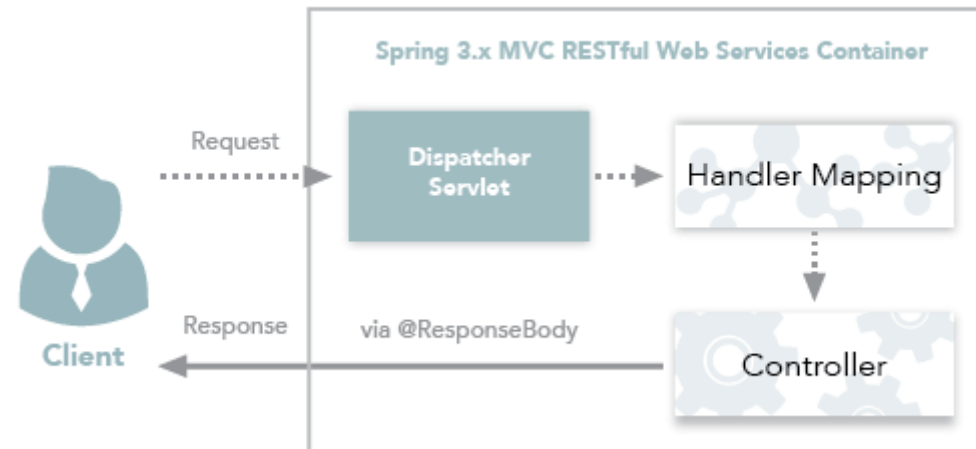 Spring 3.x MVC RESTful Web Services Container
Request
Dispatcher
Servlet
Handler Mapping
Response
via @ResponseBody
Controller
Client